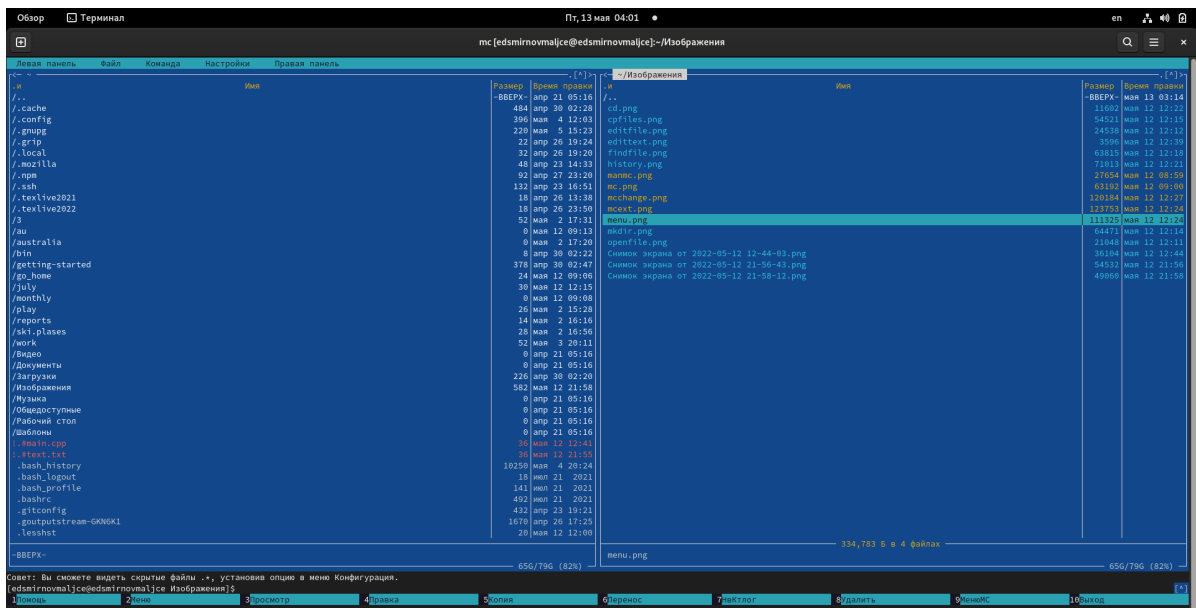 Обзор Терминал Пт, 13 мая 04:01 en
mc [edsmirnovmaljce@edsmirnovmaljce]:~/Изображения
Левая панель Файл Команда Настройки Правая панель
<- ~ .[^]>
.и Имя Размер Время правки
/.. -ВВЕРХ- апр 21 05:16
/.cache 484 апр 30 02:28
/.config 396 мая 4 12:03
/.gnupg 220 мая 5 15:23
/.grip 22 апр 26 19:24
/.local 32 апр 26 19:20
/.mozilla 48 апр 23 14:33
/.npm 92 апр 27 23:20
/.ssh 132 апр 23 16:51
/.texlive2021 18 апр 26 13:38
/.texlive2022 18 апр 26 23:50
/3 52 мая 2 17:31
/au 0 мая 12 09:13
/australia 0 мая 2 17:20
/bin 8 апр 30 02:22
/getting-started 378 апр 30 02:47
/go_home 24 мая 12 09:06
/july 30 мая 12 12:15
/monthly 0 мая 12 09:08
/play 26 мая 2 15:28
/reports 14 мая 2 16:16
/ski.plases 28 мая 2 16:56
/work 52 мая 3 20:11
/Видео 0 апр 21 05:16
/Документы 0 апр 21 05:16
/Загрузки 226 апр 30 02:20
/Изображения 582 мая 12 21:58
/Музыка 0 апр 21 05:16
/Общедоступные 0 апр 21 05:16
/Рабочий стол 0 апр 21 05:16
/Шаблоны 0 апр 21 05:16
!.#main.cpp 36 мая 12 12:41
!.#text.txt 36 мая 12 21:55
.bash_history 10250 мая 4 20:24
.bash_logout 18 июл 21 2021
.bash_profile 141 июл 21 2021
.bashrc 492 июл 21 2021
.gitconfig 432 апр 23 19:21
.goutputstream-GKN6K1 1670 апр 26 17:25
.lesshst 20 мая 12 12:00
-ВВЕРХ-
65G/79G (82%)
<- ~/Изображения .[^]>
.и Имя Размер Время правки
/.. -ВВЕРХ- мая 13 03:14
cd.png 11602 мая 12 12:22
cpfiles.png 54521 мая 12 12:15
editfile.png 24538 мая 12 12:12
edittext.png 3596 мая 12 12:39
findfile.png 63815 мая 12 12:18
history.png 71013 мая 12 12:21
manmc.png 27654 мая 12 08:59
mc.png 63192 мая 12 09:00
mcchange.png 120184 мая 12 12:27
mcext.png 123753 мая 12 12:24
menu.png 111325 мая 12 12:24
mkdir.png 64471 мая 12 12:14
openfile.png 21048 мая 12 12:11
Снимок экрана от 2022-05-12 12-44-03.png 36104 мая 12 12:44
Снимок экрана от 2022-05-12 21-56-43.png 54532 мая 12 21:56
Снимок экрана от 2022-05-12 21-58-12.png 49060 мая 12 21:58
334,783 Б в 4 файлах
menu.png
65G/79G (82%)
Совет: Вы сможете видеть скрытые файлы .*, установив опцию в меню Конфигурация.
[edsmirnovmaljce@edsmirnovmaljce Изображения]$ [^]
1Помощь 2Меню 3Просмотр 4Правка 5Копия 6Перенос 7НвКтлог 8Удалить 9МенюМС 10Выход